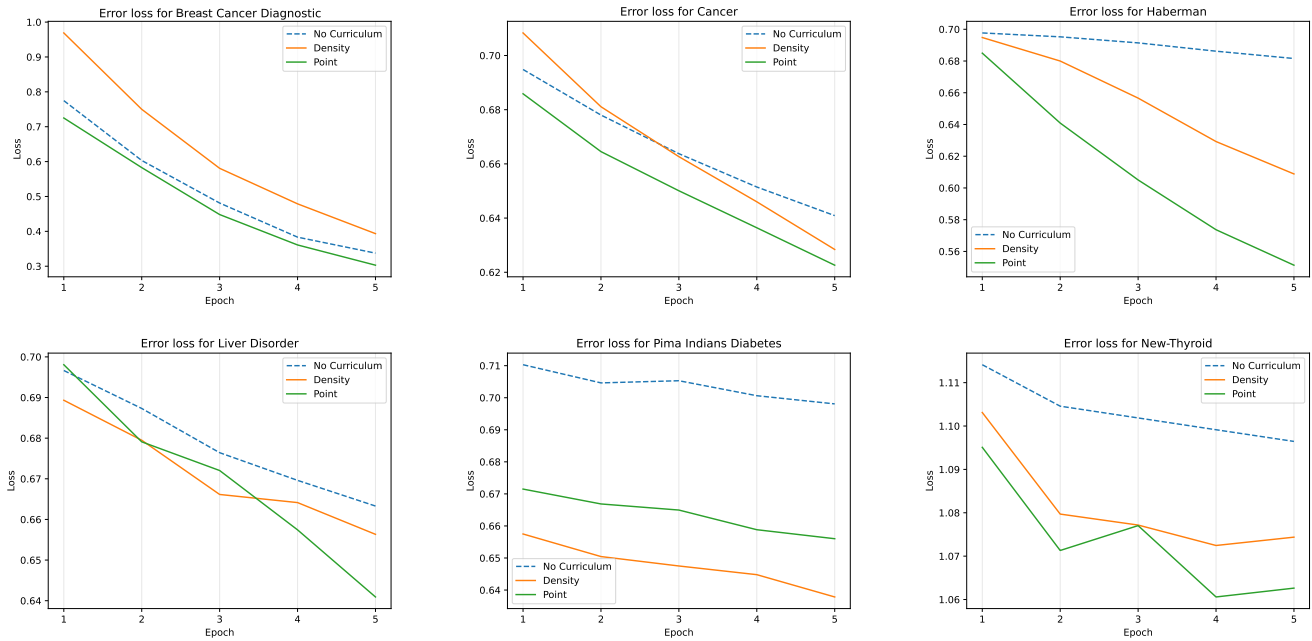 Error loss for Breast Cancer Diagnostic
1.0
0.9
0.8
0.7
0.6
0.5
0.4
0.3
Loss
No Curriculum
Density
Point
1 2 3 4 5
Epoch
Error loss for Cancer
0.70
0.68
0.66
0.64
0.62
Loss
No Curriculum
Density
Point
1 2 3 4 5
Epoch
Error loss for Haberman
0.70
0.68
0.66
0.64
0.62
0.60
0.58
0.56
Loss
No Curriculum
Density
Point
1 2 3 4 5
Epoch
Error loss for Liver Disorder
0.70
0.69
0.68
0.67
0.66
0.65
0.64
Loss
No Curriculum
Density
Point
1 2 3 4 5
Epoch
Error loss for Pima Indians Diabetes
0.71
0.70
0.69
0.68
0.67
0.66
0.65
0.64
Loss
No Curriculum
Density
Point
1 2 3 4 5
Epoch
Error loss for New-Thyroid
1.11
1.10
1.09
1.08
1.07
1.06
Loss
No Curriculum
Density
Point
1 2 3 4 5
Epoch